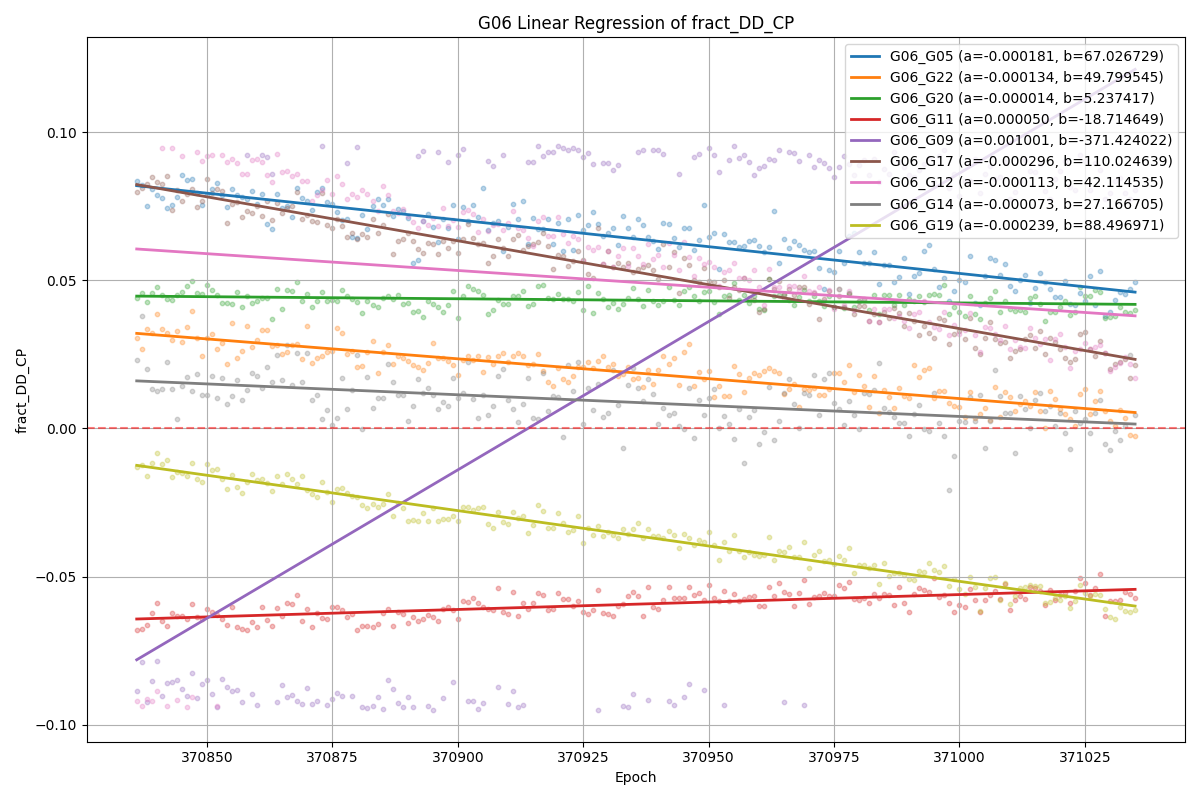 G06 Linear Regression of fract_DD_CP
G06_G05 (a=-0.000181, b=67.026729)
G06_G22 (a=-0.000134, b=49.799545)
G06_G20 (a=-0.000014, b=5.237417)
G06_G11 (a=0.000050, b=-18.714649)
G06_G09 (a=0.001001, b=-371.424022)
G06_G17 (a=-0.000296, b=110.024639)
G06_G12 (a=-0.000113, b=42.114535)
G06_G14 (a=-0.000073, b=27.166705)
G06_G19 (a=-0.000239, b=88.496971)
fract_DD_CP
0.10
0.05
0.00
−0.05
−0.10
370850 370875 370900 370925 370950 370975 371000 371025
Epoch